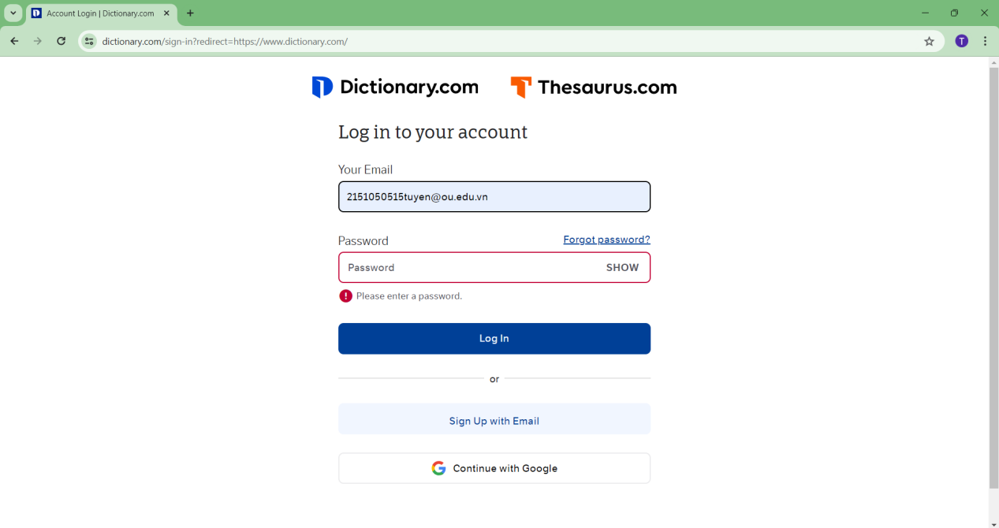 Account Login | Dictionary.com
dictionary.com/sign-in?redirect=https://www.dictionary.com/
T
Dictionary.com Thesaurus.com
Log in to your account
Your Email
2151050515tuyen@ou.edu.vn
Password Forgot password?
Password SHOW
Please enter a password.
Log In
or
Sign Up with Email
Continue with Google